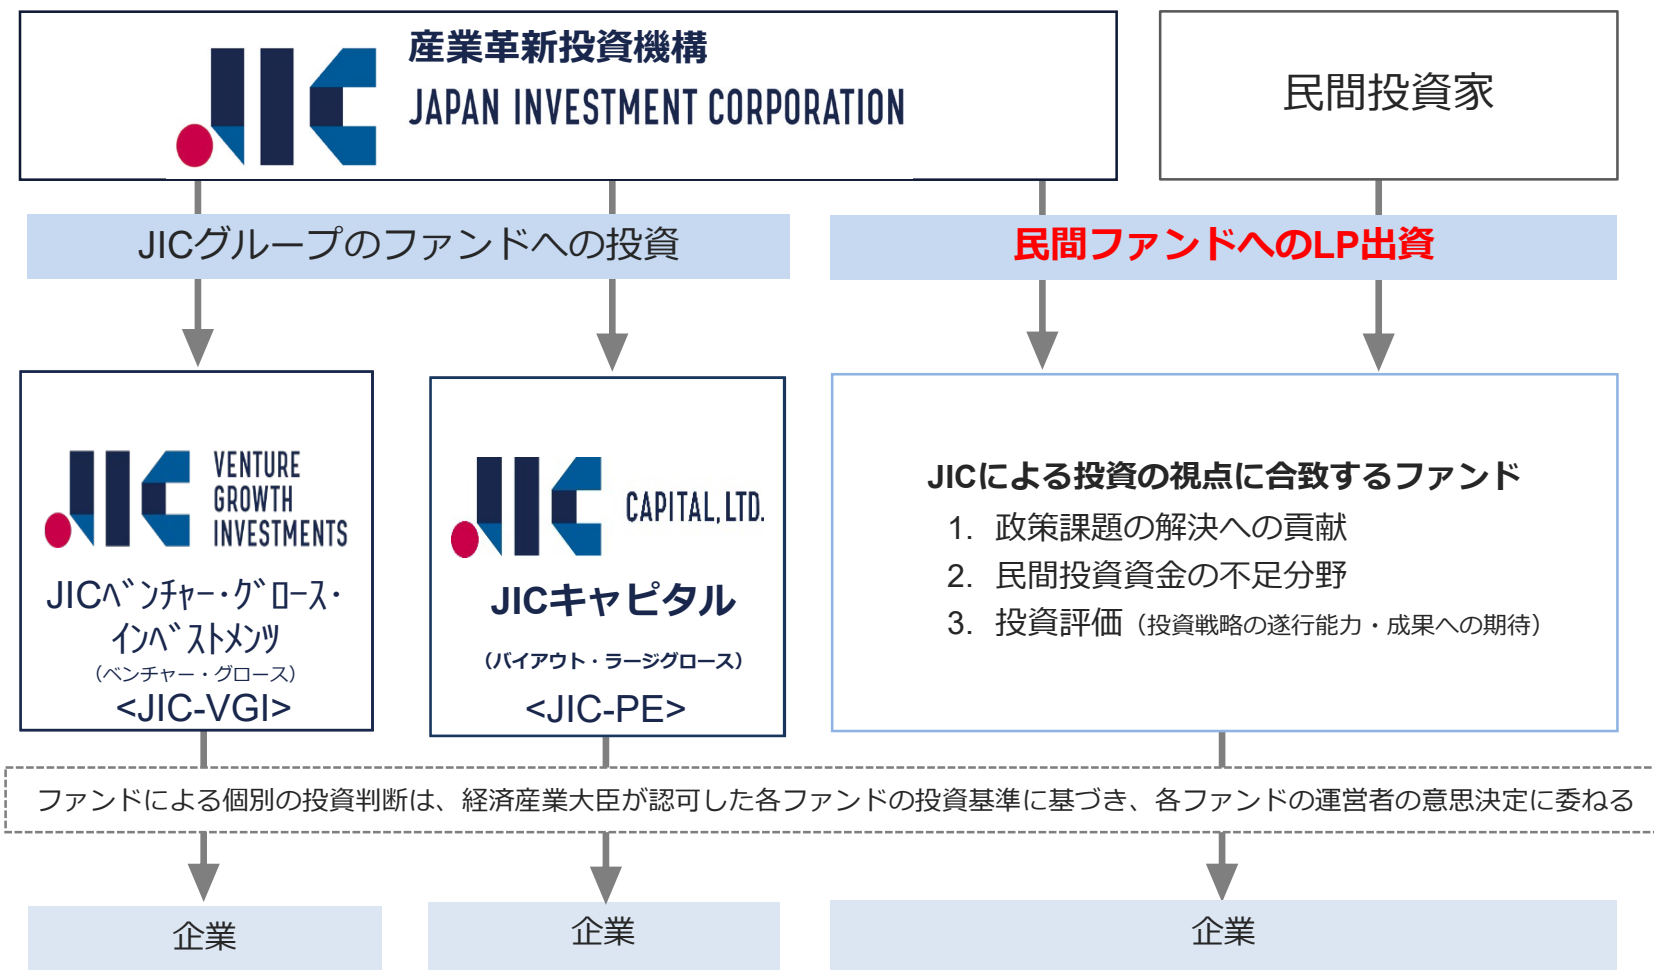 産業革新投資機構
JIC
JAPAN INVESTMENT CORPORATION
民間投資家
JICグループのファンドへの投資
民間ファンドへのLP出資
JIC
VENTURE
GROWTH
INVESTMENTS
JICﾍﾞﾝﾁｬｰ・ｸﾞﾛｰｽ・
ｲﾝﾍﾞｽﾄﾒﾝﾂ
（ベンチャー・グロース）
<JIC-VGI>
JIC
CAPITAL, LTD.
JICキャピタル
（バイアウト・ラージグロース）
<JIC-PE>
JICによる投資の視点に合致するファンド
1. 政策課題の解決への貢献
2. 民間投資資金の不足分野
3. 投資評価（投資戦略の遂行能力・成果への期待）
ファンドによる個別の投資判断は、経済産業大臣が認可した各ファンドの投資基準に基づき、各ファンドの運営者の意思決定に委ねる
企業
企業
企業